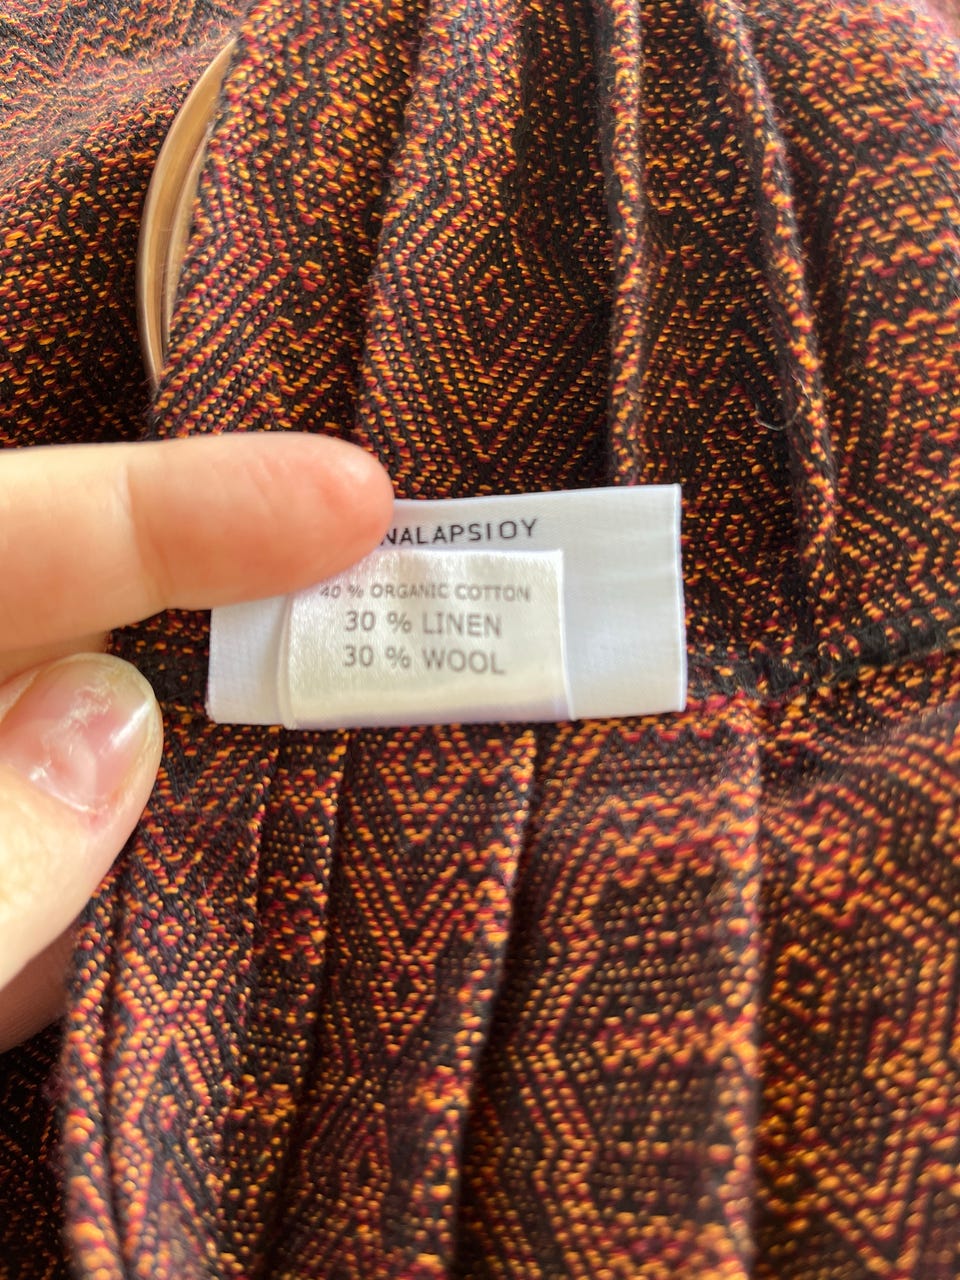 NALAPSIOY
40 % ORGANIC COTTON
30 % LINEN
30 % WOOL